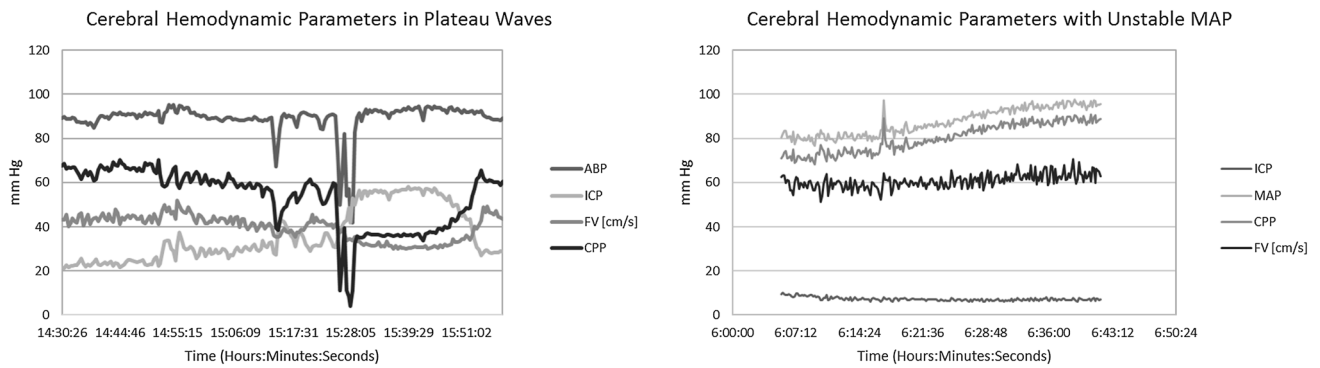 Cerebral Hemodynamic Parameters in Plateau Waves
120
100
80
60
40
20
0
mm Hg
14:30:26 14:44:46 14:55:15 15:06:09 15:17:31 15:28:05 15:39:29 15:51:02
Time (Hours:Minutes:Seconds)
ABP
ICP
FV [cm/s]
CPP
Cerebral Hemodynamic Parameters with Unstable MAP
120
100
80
60
40
20
0
mm Hg
6:00:00 6:07:12 6:14:24 6:21:36 6:28:48 6:36:00 6:43:12 6:50:24
Time (Hours:Minutes:Seconds)
ICP
MAP
CPP
FV [cm/s]